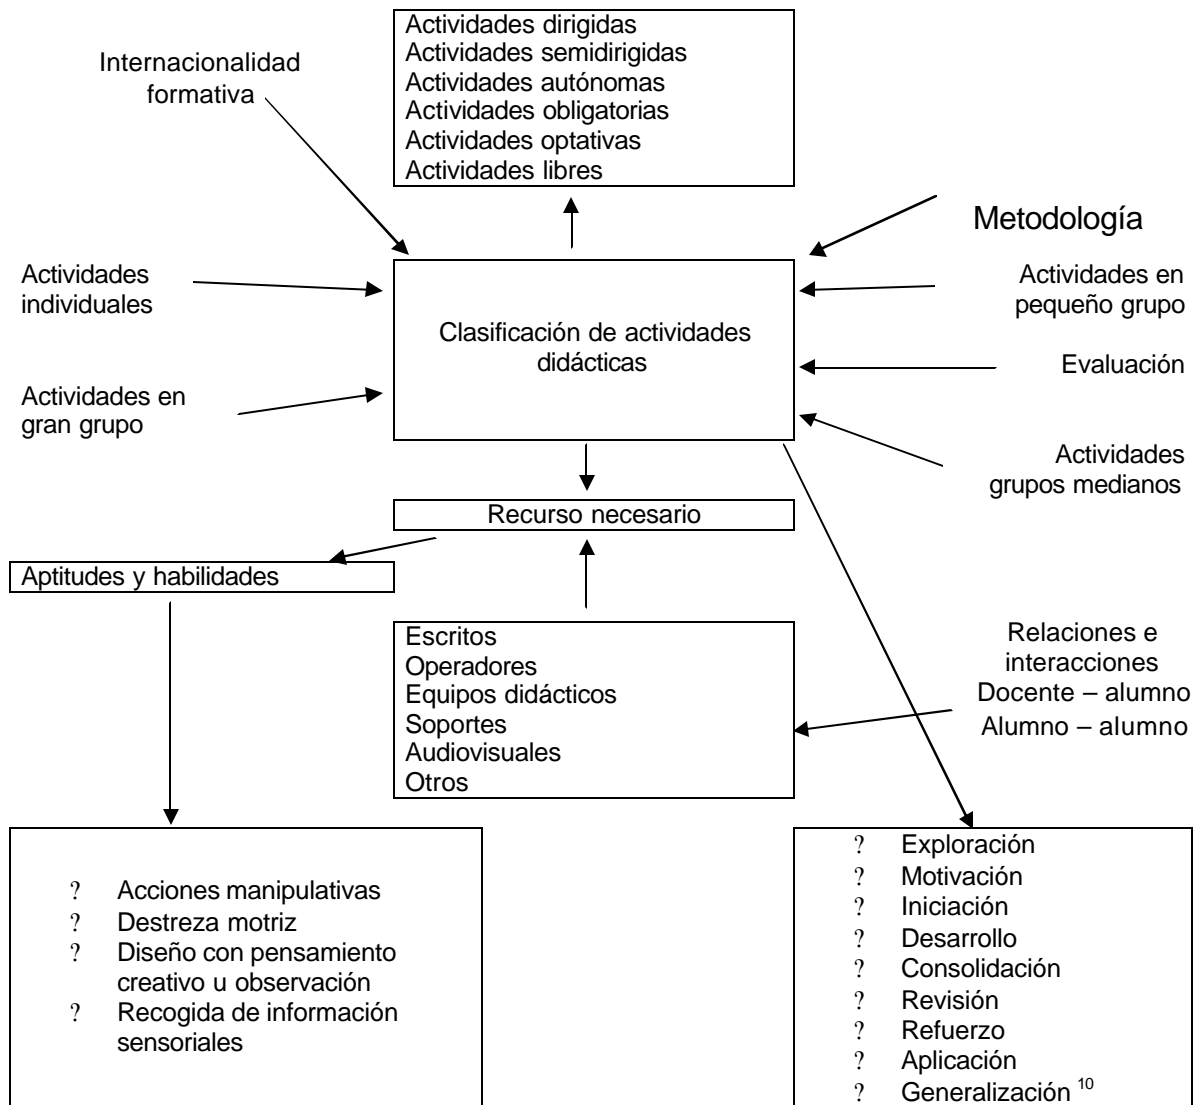 Actividades dirigidas
Actividades semidirigidas
Actividades autónomas
Actividades obligatorias
Actividades optativas
Actividades libres
Internacionalidad
formativa
Metodología
Actividades
individuales
Actividades en
pequeño grupo
Clasificación de actividades
didácticas
Evaluación
Actividades en
gran grupo
Actividades
grupos medianos
Recurso necesario
Aptitudes y habilidades
Escritos
Operadores
Equipos didácticos
Soportes
Audiovisuales
Otros
Relaciones e
interacciones
Docente – alumno
Alumno – alumno
? Acciones manipulativas
? Destreza motriz
? Diseño con pensamiento
creativo u observación
? Recogida de información
sensoriales
? Exploración
? Motivación
? Iniciación
? Desarrollo
? Consolidación
? Revisión
? Refuerzo
? Aplicación
? Generalización 10